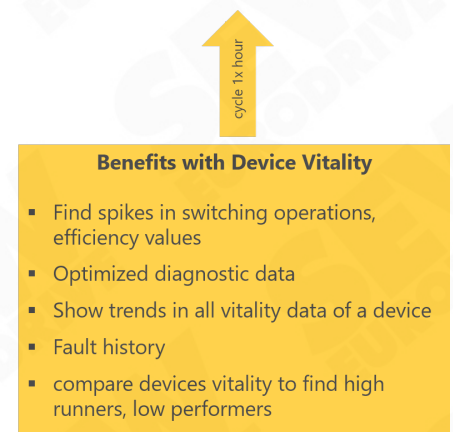 cycle 1x hour
Benefits with Device Vitality
▪ Find spikes in switching operations,
efficiency values
▪ Optimized diagnostic data
▪ Show trends in all vitality data of a device
▪ Fault history
▪ compare devices vitality to find high
runners, low performers